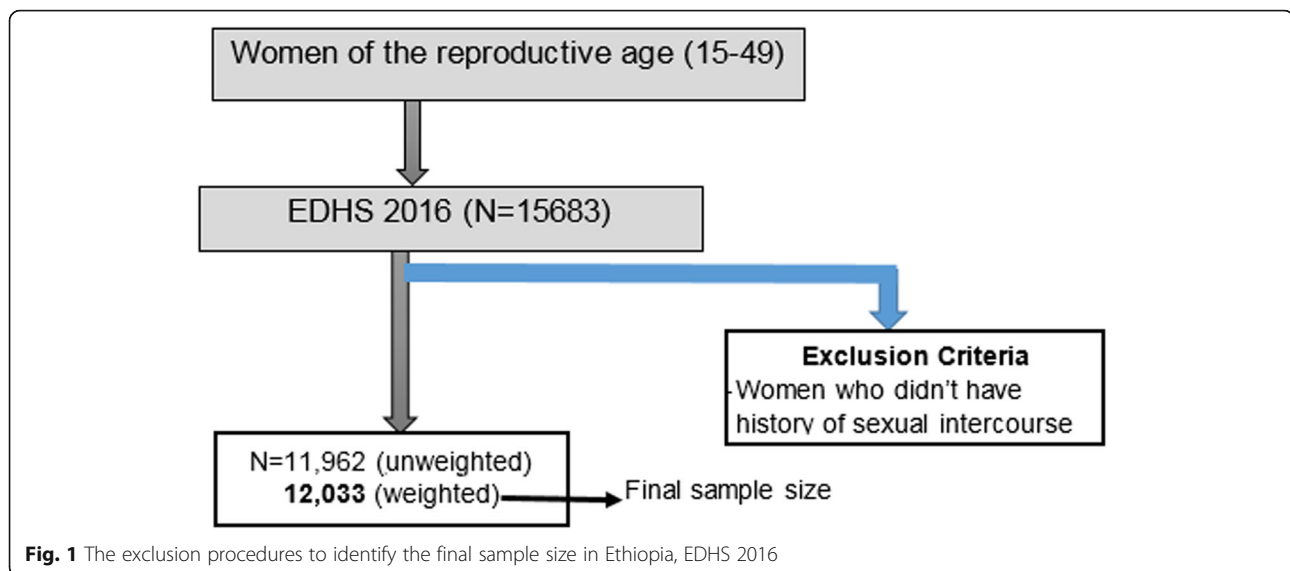 Women of the reproductive age (15-49)
EDHS 2016 (N=15683)
Exclusion Criteria
-Women who didn't have
history of sexual intercourse
N=11,962 (unweighted)
12,033 (weighted)
Final sample size
Fig. 1 The exclusion procedures to identify the final sample size in Ethiopia, EDHS 2016